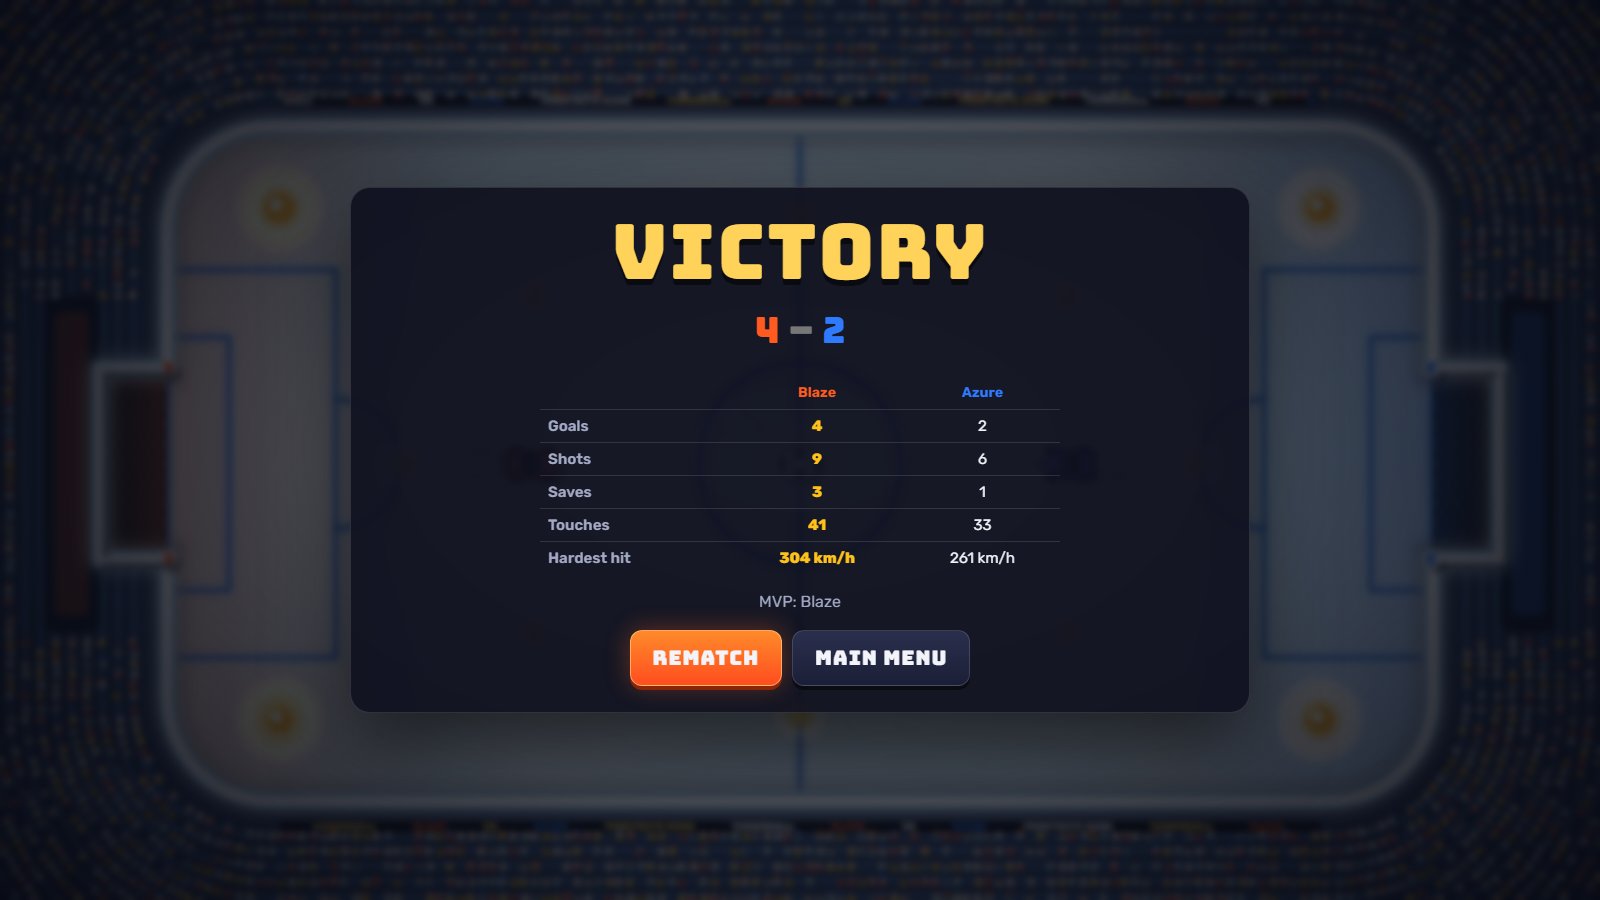 VICTORY
4 – 2
Blaze Azure
Goals 4 2
Shots 9 6
Saves 3 1
Touches 41 33
Hardest hit 304 km/h 261 km/h
MVP: Blaze
REMATCH MAIN MENU